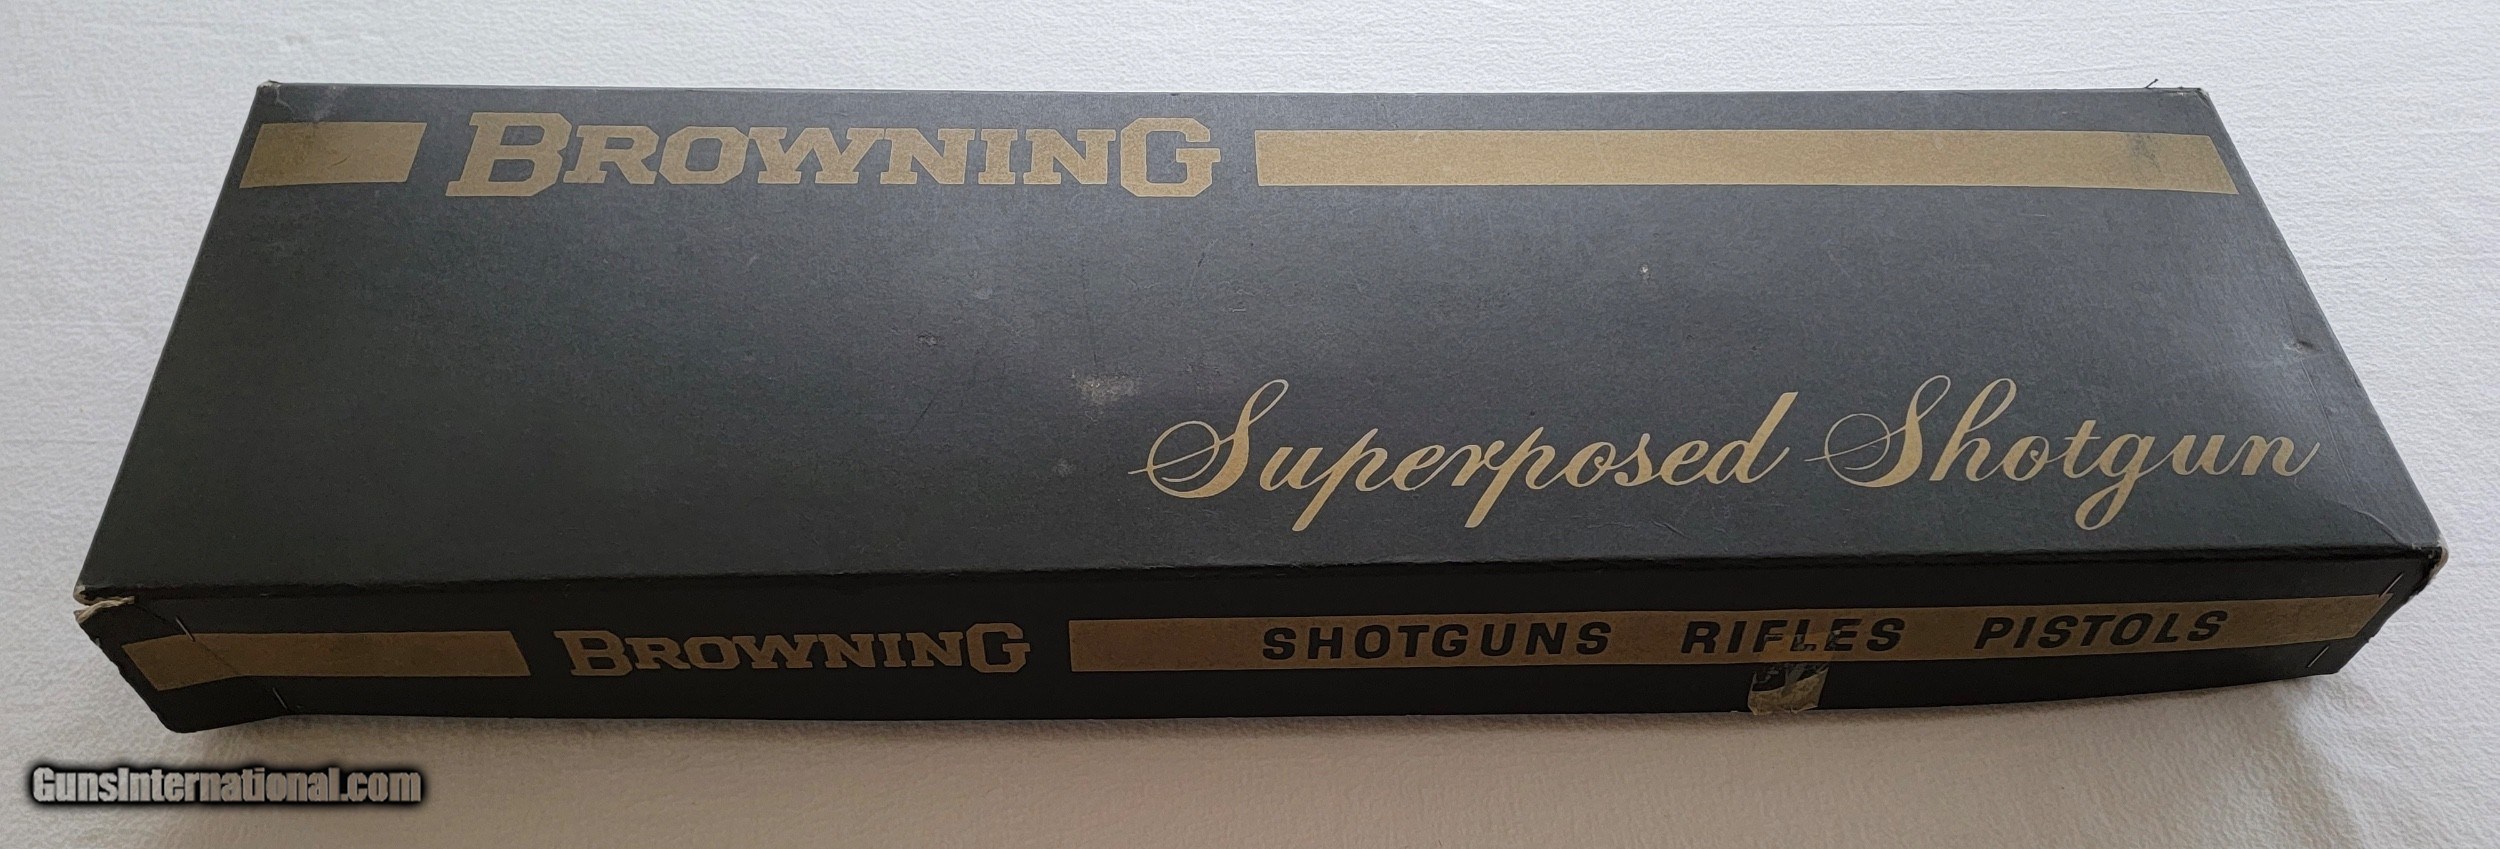 BROWNING
Superposed Shotgun
BROWNING SHOTGUNS RIFLES PISTOLS
GunsInternational.com